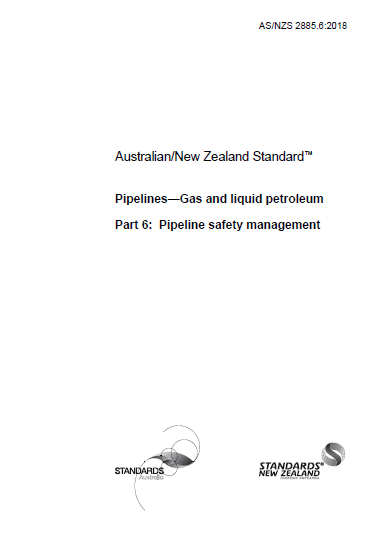 AS/NZS 2885.6:2018
Australian/New Zealand Standard™
Pipelines—Gas and liquid petroleum
Part 6: Pipeline safety management
STANDARDS
Australia
STANDARDS®
NEW ZEALAND